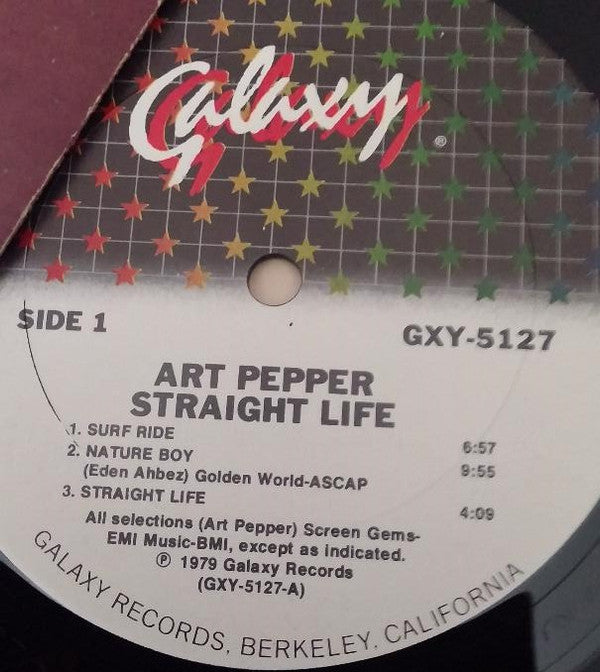 Galaxy®
SIDE 1
GXY-5127
ART PEPPER
STRAIGHT LIFE
1. SURF RIDE 6:57
2. NATURE BOY 9:55
(Eden Ahbez) Golden World-ASCAP
3. STRAIGHT LIFE 4:09
All selections (Art Pepper) Screen Gems-
EMI Music-BMI, except as indicated.
℗ 1979 Galaxy Records
(GXY-5127-A)
GALAXY RECORDS, BERKELEY, CALIFORNIA